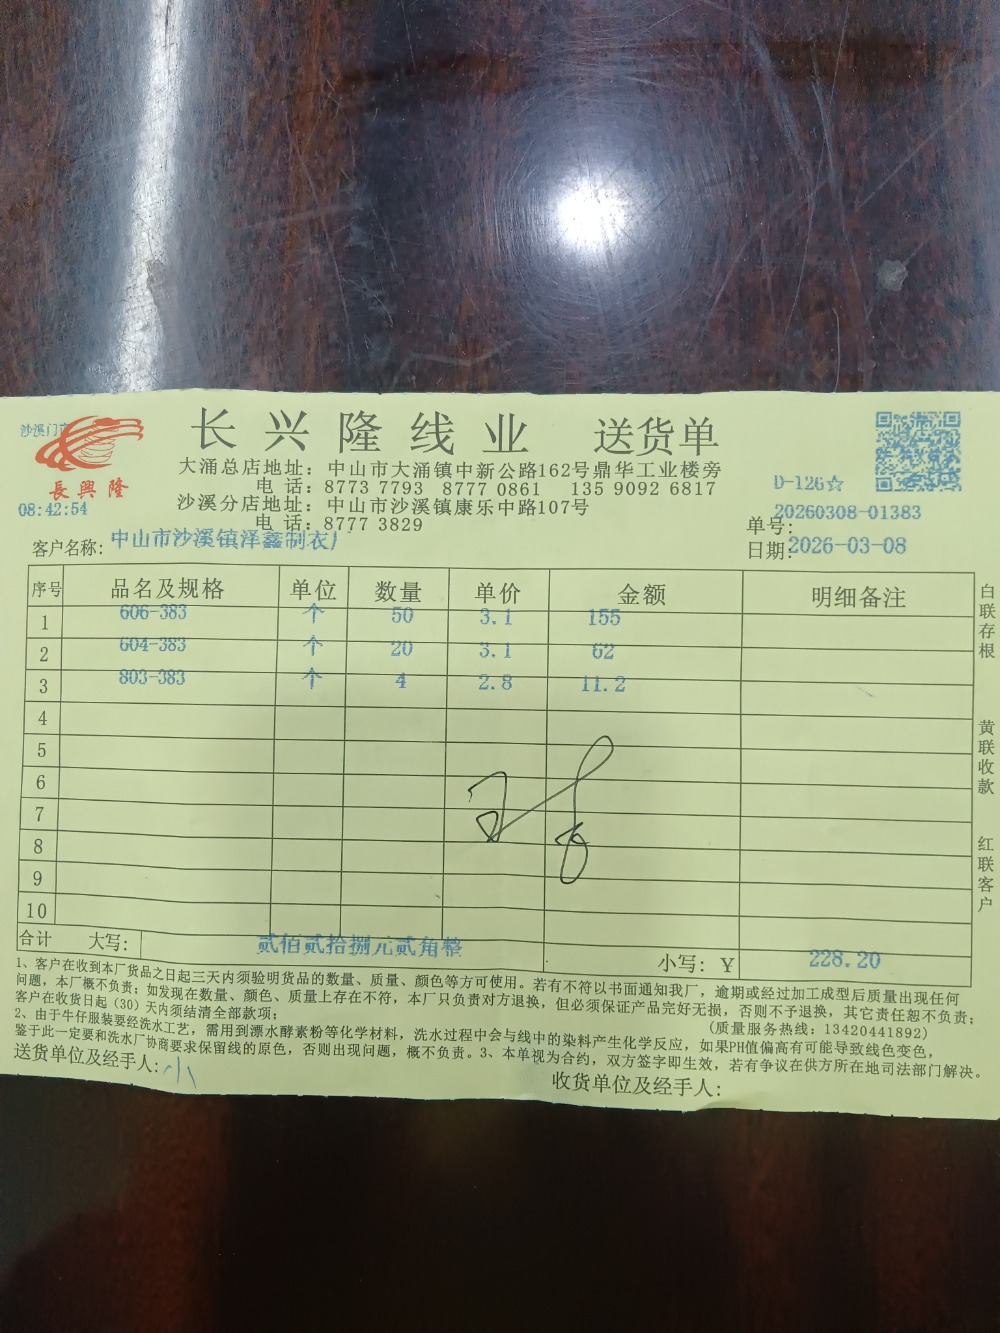 沙溪门市
長興隆
08:42:54
长兴隆线业 送货单
大涌总店地址：中山市大涌镇中新公路162号鼎华工业楼旁
电 话：8773 7793 8777 0861 135 9092 6817
沙溪分店地址：中山市沙溪镇康乐中路107号
电 话：8777 3829
D-126☆
单号：20260308-01383
日期：2026-03-08
客户名称：中山市沙溪镇泽鑫制衣厂
序号 品名及规格 单位 数量 单价 金额 明细备注
1 606-383 个 50 3.1 155
2 604-383 个 20 3.1 62
3 803-383 个 4 2.8 11.2
4
5
6
7
8
9
10
合计 大写：贰佰贰拾捌元贰角整 小写：￥ 228.20
1、客户在收到本厂货品之日起三天内须验明货品的数量、质量、颜色等方可使用。若有不符以书面通知我厂，逾期或经过加工成型后质量出现任何
问题，本厂概不负责；如发现在数量、颜色、质量上存在不符，本厂只负责对方退换，但必须保证产品完好无损，否则不予退换，其它责任恕不负责；
客户在收货日起（30）天内须结清全部款项； （质量服务热线：13420441892）
2、由于牛仔服装要经洗水工艺，需用到漂水酵素粉等化学材料，洗水过程中会与线中的染料产生化学反应，如果PH值偏高有可能导致线色变色，
鉴于此一定要和洗水厂协商要求保留线的原色，否则出现问题，概不负责。3、本单视为合约，双方签字即生效，若有争议在供方所在地司法部门解决。
送货单位及经手人：小
收货单位及经手人：
白联存根
黄联收款
红联客户